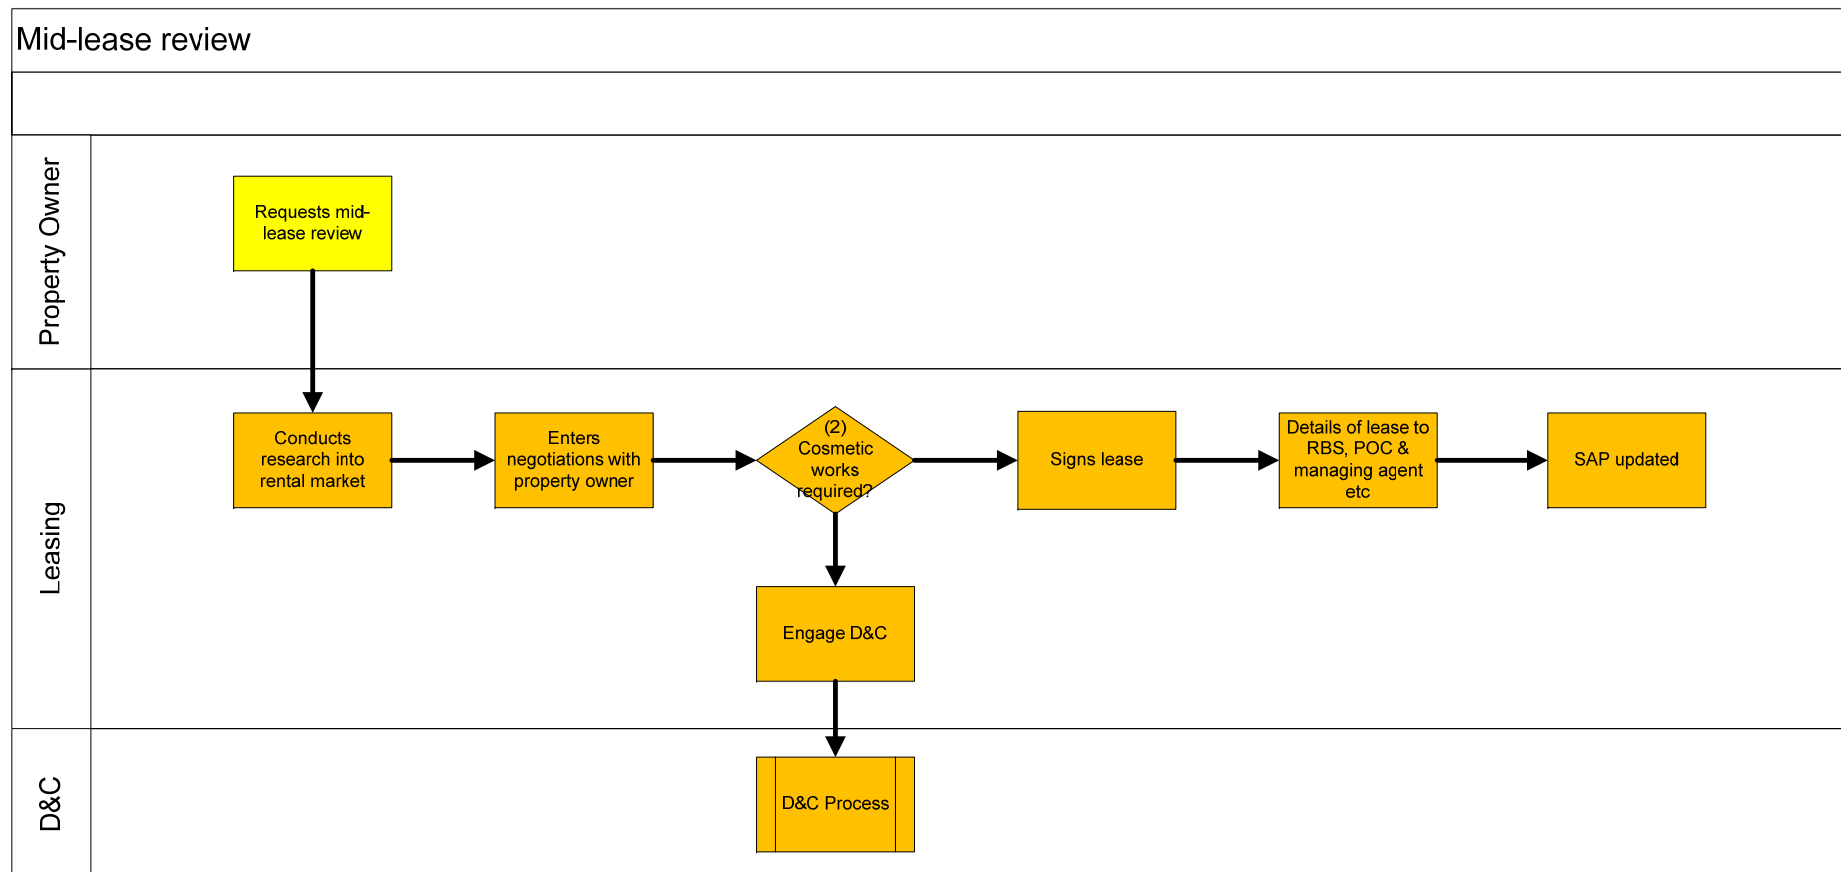 Mid-lease review
Property Owner
Requests mid-
lease review
Leasing
Conducts
research into
rental market
Enters
negotiations with
property owner
(2)
Cosmetic
works
required?
Signs lease
Details of lease to
RBS, POC &
managing agent
etc
SAP updated
Engage D&C
D&C
D&C Process